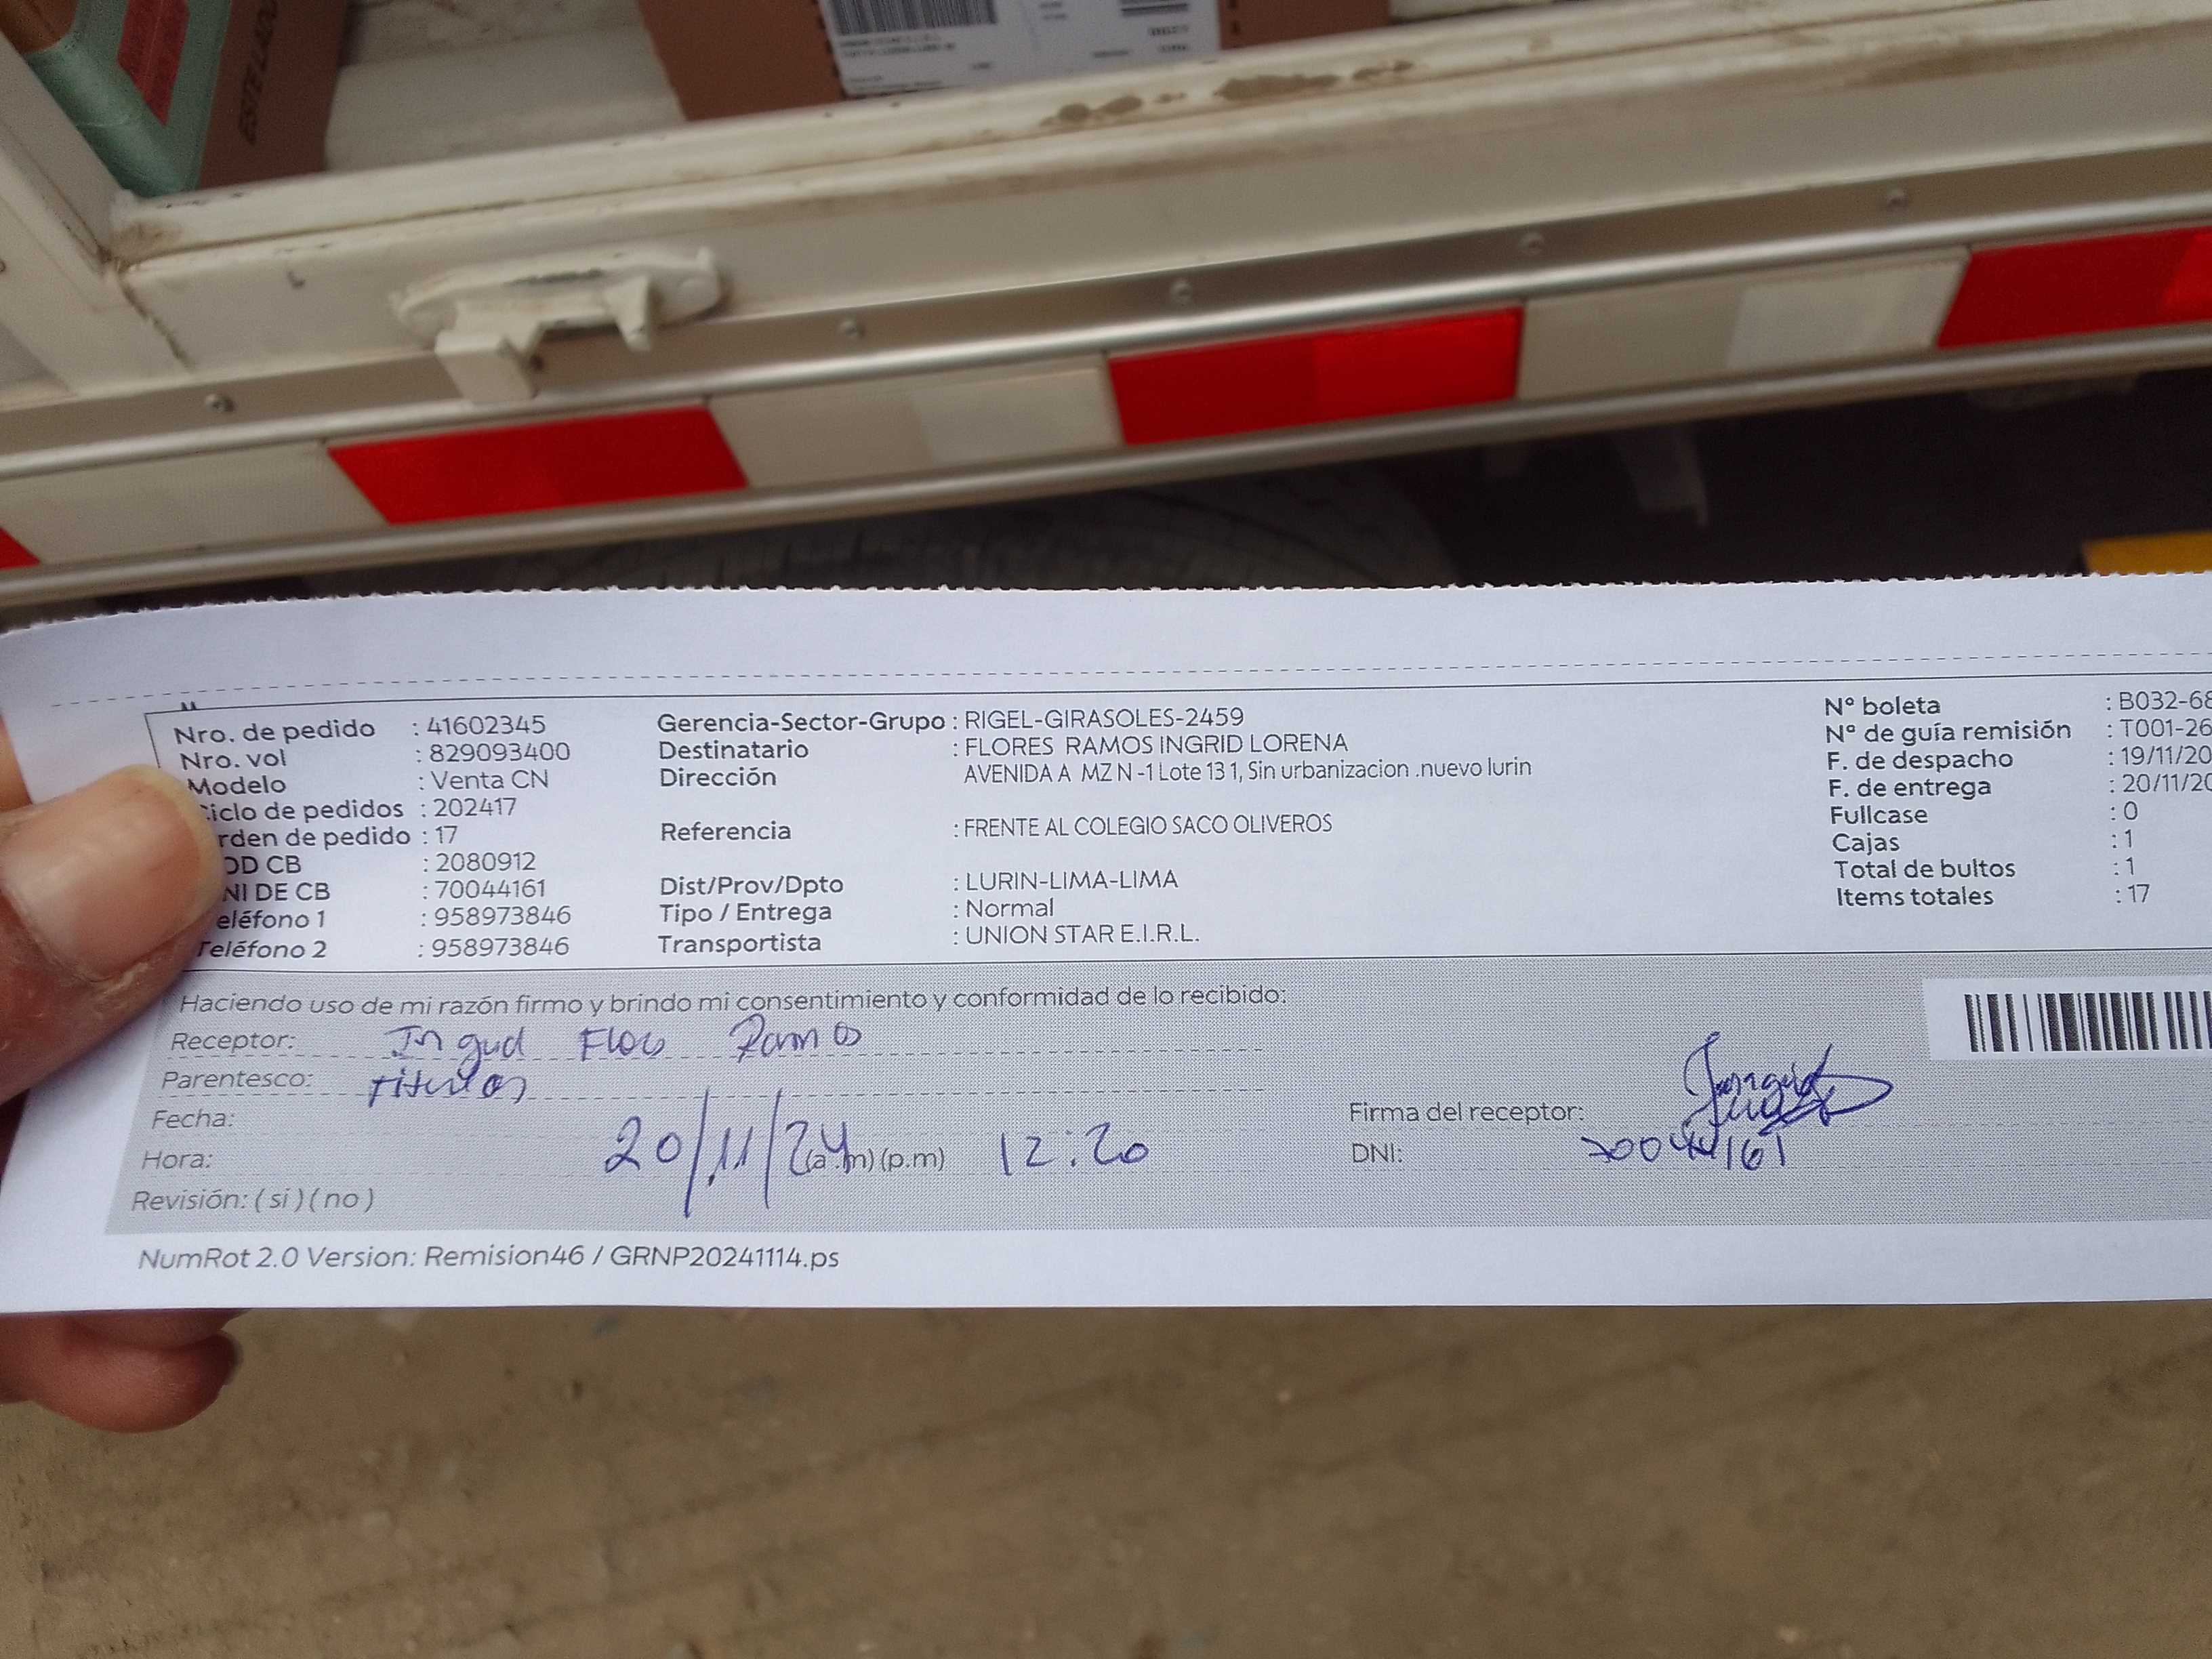 Nro. de pedido : 41602345
Nro. vol : 829093400
Modelo : Venta CN
Ciclo de pedidos : 202417
rden de pedido : 17
OD CB : 2080912
NI DE CB : 70044161
eléfono 1 : 958973846
Teléfono 2 : 958973846
Gerencia-Sector-Grupo : RIGEL-GIRASOLES-2459
Destinatario : FLORES RAMOS INGRID LORENA
Dirección AVENIDA A MZ N -1 Lote 13 1, Sin urbanizacion .nuevo lurin
Referencia : FRENTE AL COLEGIO SACO OLIVEROS
Dist/Prov/Dpto : LURIN-LIMA-LIMA
Tipo / Entrega : Normal
Transportista : UNION STAR E.I.R.L.
N° boleta : B032-68
N° de guía remisión : T001-26
F. de despacho : 19/11/20
F. de entrega : 20/11/20
Fullcase : 0
Cajas : 1
Total de bultos : 1
Items totales : 17
Haciendo uso de mi razón firmo y brindo mi consentimiento y conformidad de lo recibido:
Receptor: Ingrid Flores Ramos
Parentesco: titular
Fecha: 20/11/24
Hora: (a.m) (p.m) 12:20
Revisión: ( si ) ( no )
Firma del receptor:
DNI: 70044161
NumRot 2.0 Version: Remision46 / GRNP20241114.ps